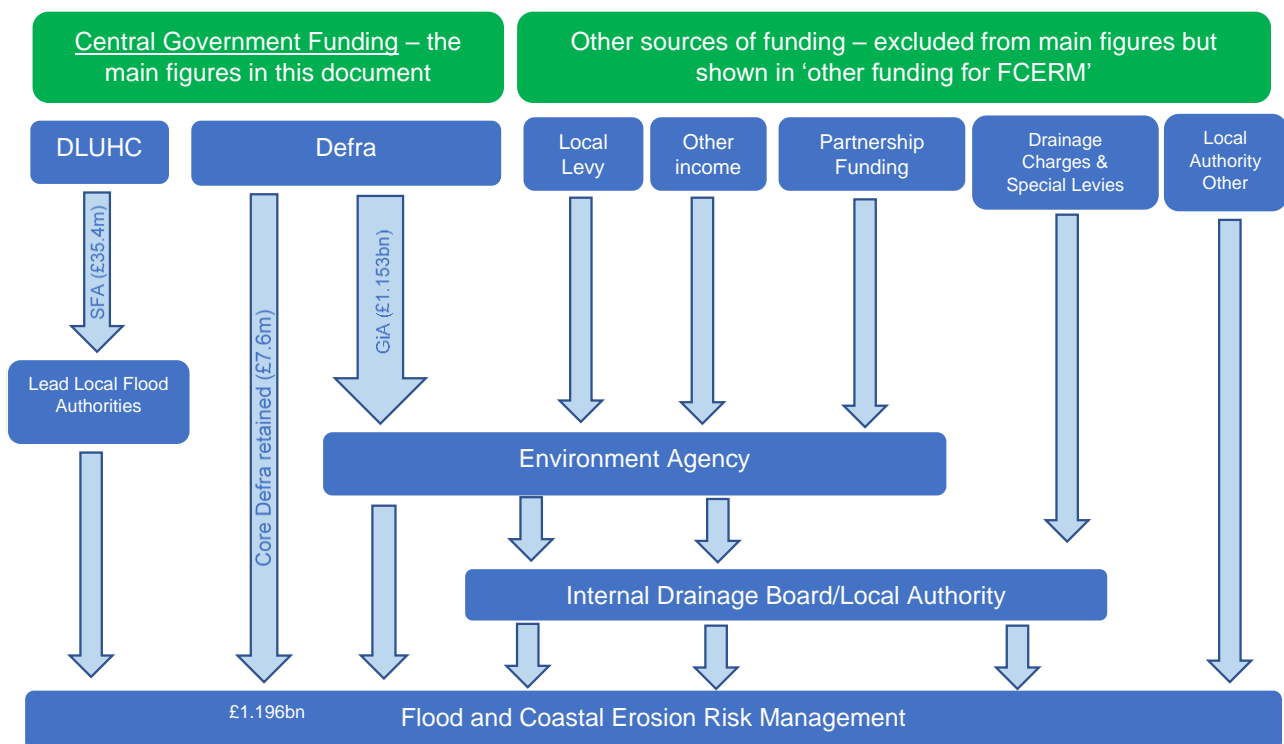 Central Government Funding – the
main figures in this document
Other sources of funding – excluded from main figures but
shown in ‘other funding for FCERM’
DLUHC
Defra
Local
Levy
Other
income
Partnership
Funding
Drainage
Charges &
Special Levies
Local
Authority
Other
SFA (£35.4m)
Core Defra retained (£7.6m)
GiA (£1.153bn)
Lead Local Flood
Authorities
Environment Agency
Internal Drainage Board/Local Authority
£1.196bn
Flood and Coastal Erosion Risk Management